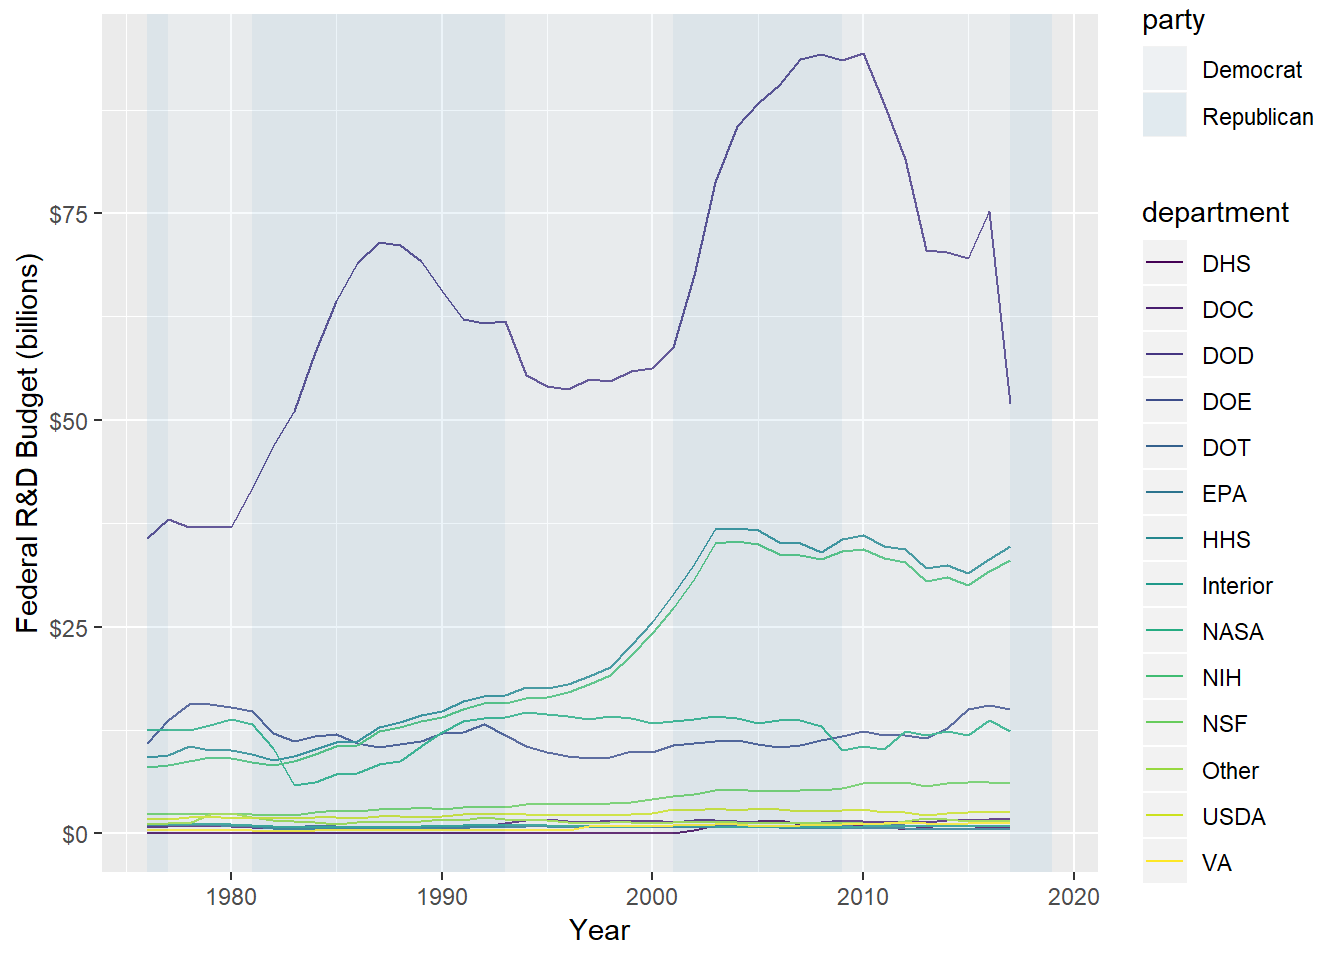 party
Democrat
Republican
department
DHS
DOC
DOD
DOE
DOT
EPA
HHS
Interior
NASA
NIH
NSF
Other
USDA
VA
Federal R&D Budget (billions)
$75
$50
$25
$0
1980 1990 2000 2010 2020
Year